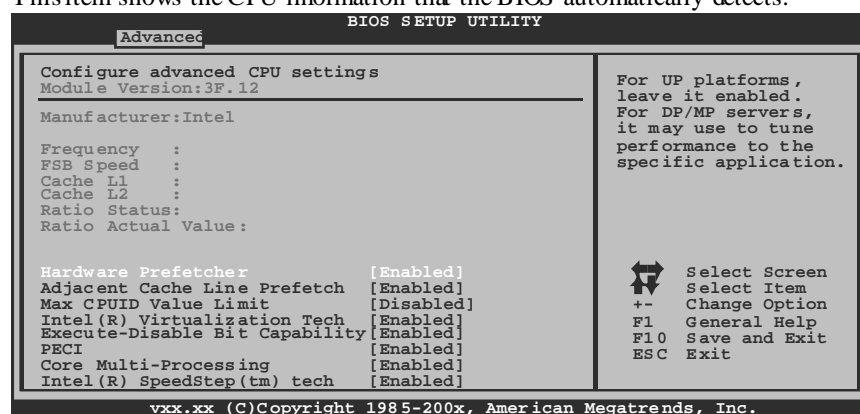 This item shows the CPU information that the BIOS automatically detects.
BIOS SETUP UTILITY
Advanced
Configure advanced CPU settings
Module Version:3F.12
Manufacturer:Intel
Frequency :
FSB Speed :
Cache L1 :
Cache L2 :
Ratio Status:
Ratio Actual Value:
Hardware Prefetcher [Enabled]
Adjacent Cache Line Prefetch [Enabled]
Max CPUID Value Limit [Disabled]
Intel(R) Virtualization Tech [Enabled]
Execute-Disable Bit Capability [Enabled]
PECI [Enabled]
Core Multi-Processing [Enabled]
Intel(R) SpeedStep(tm) tech [Enabled]
For UP platforms,
leave it enabled.
For DP/MP servers,
it may use to tune
performance to the
specific application.
Select Screen
Select Item
+- Change Option
F1 General Help
F10 Save and Exit
ESC Exit
vxx.xx (C)Copyright 1985-200x, American Megatrends, Inc.